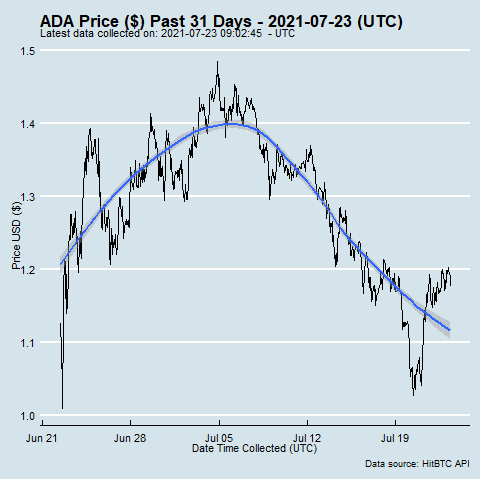 ADA Price ($) Past 31 Days - 2021-07-23 (UTC)
Latest data collected on: 2021-07-23 09:02:45  - UTC
1.5
1.4
1.3
1.2
1.1
1.0
Price USD ($)
Jun 21
Jun 28
Jul 05
Jul 12
Jul 19
Date Time Collected (UTC)
Data source: HitBTC API